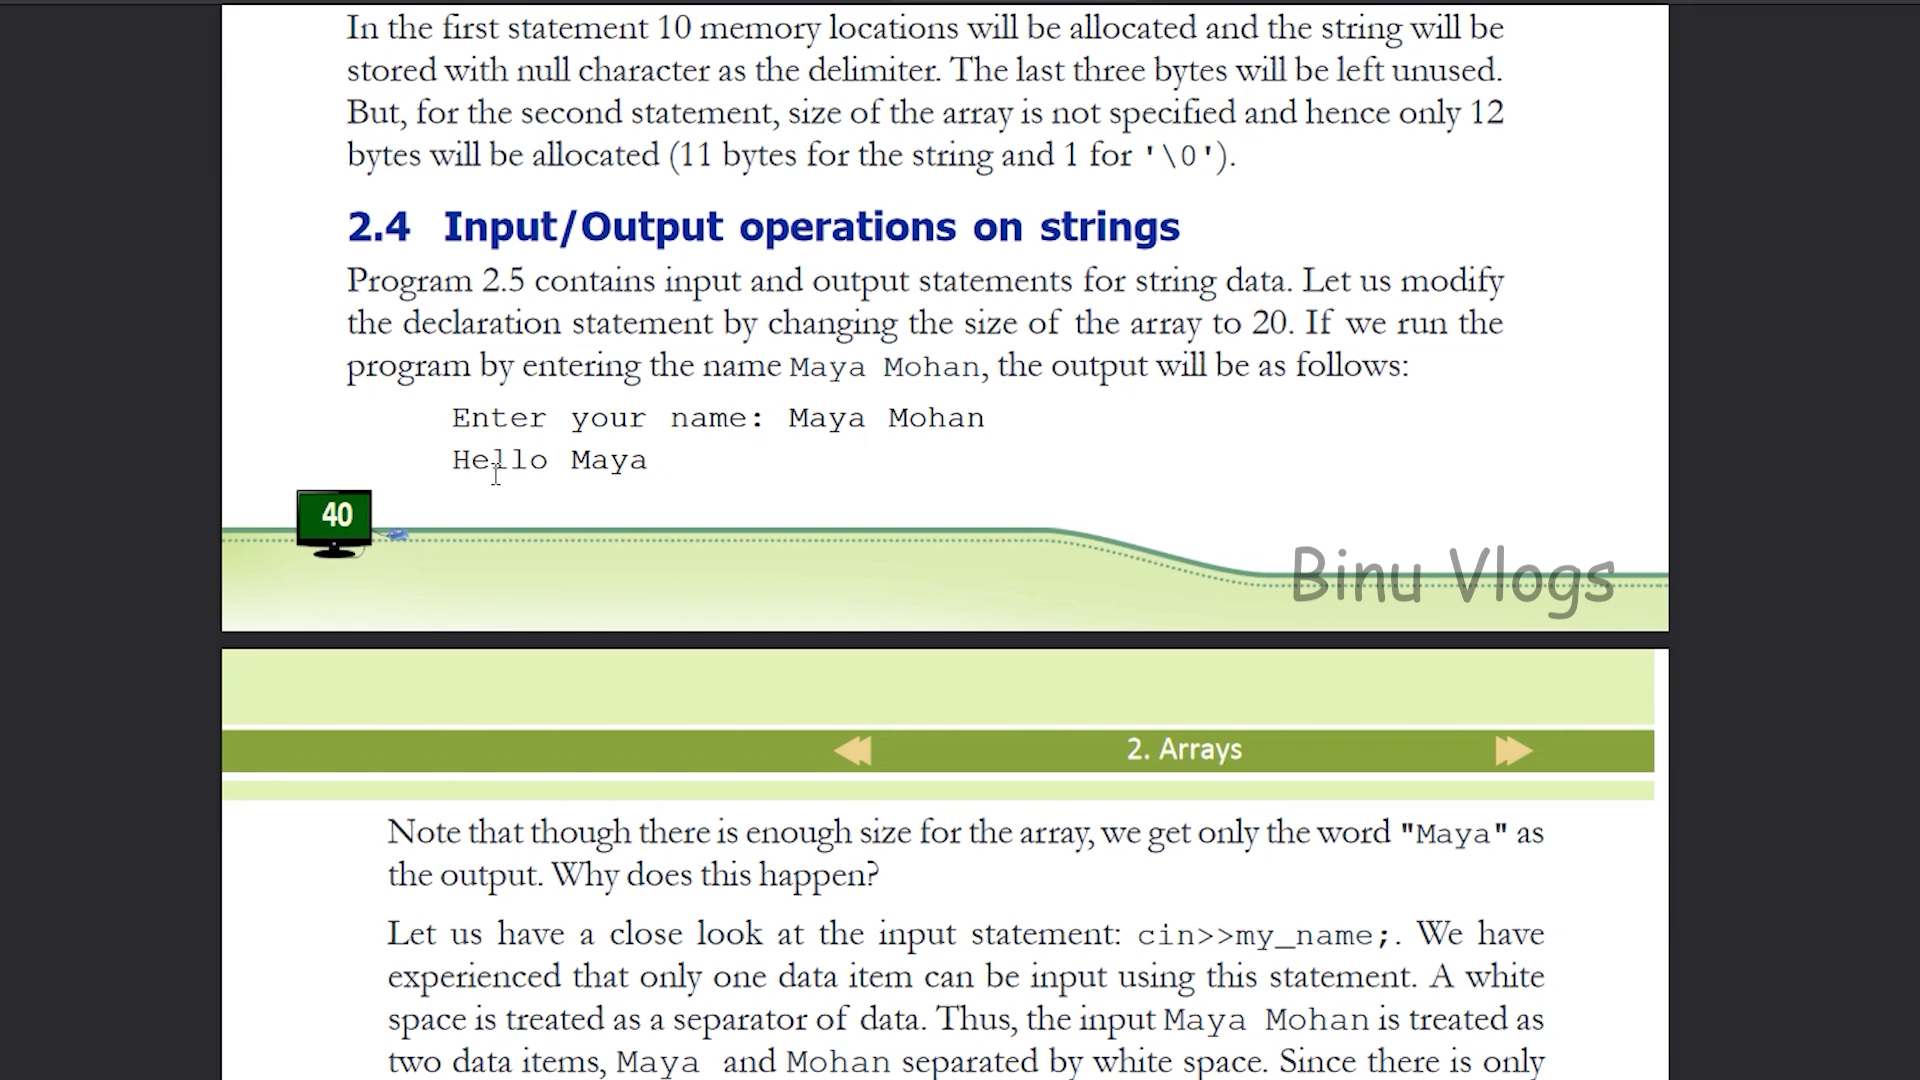 In the first statement 10 memory locations will be allocated and the string will be
stored with null character as the delimiter. The last three bytes will be left unused.
But, for the second statement, size of the array is not specified and hence only 12
bytes will be allocated (11 bytes for the string and 1 for '\0').
2.4 Input/Output operations on strings
Program 2.5 contains input and output statements for string data. Let us modify
the declaration statement by changing the size of the array to 20. If we run the
program by entering the name Maya Mohan, the output will be as follows:
Enter your name: Maya Mohan
Hello Maya
40
Binu Vlogs
2. Arrays
Note that though there is enough size for the array, we get only the word "Maya" as
the output. Why does this happen?
Let us have a close look at the input statement: cin>>my_name;. We have
experienced that only one data item can be input using this statement. A white
space is treated as a separator of data. Thus, the input Maya Mohan is treated as
two data items, Maya and Mohan separated by white space. Since there is only